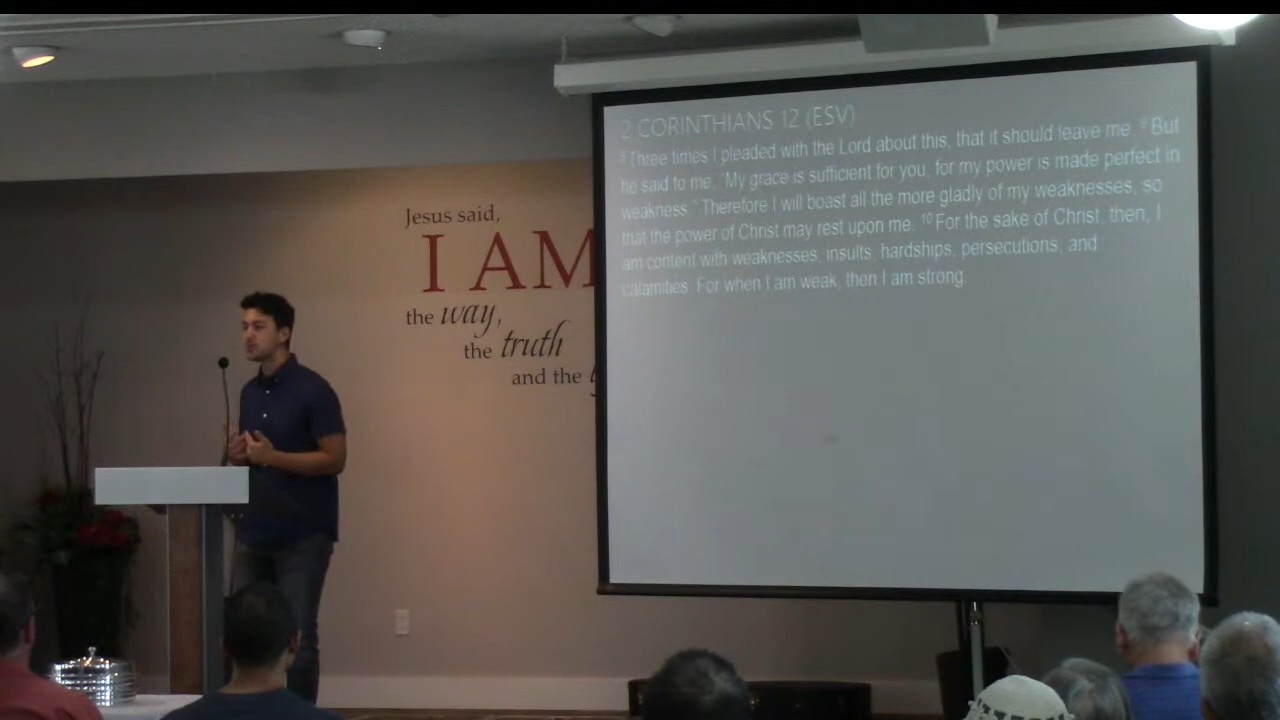 Jesus said,
I AM
the way,
the truth
and the
2 CORINTHIANS 12 (ESV)
8 Three times I pleaded with the Lord about this, that it should leave me. 9 But
he said to me, “My grace is sufficient for you, for my power is made perfect in
weakness.” Therefore I will boast all the more gladly of my weaknesses, so
that the power of Christ may rest upon me. 10 For the sake of Christ, then, I
am content with weaknesses, insults, hardships, persecutions, and
calamities. For when I am weak, then I am strong.